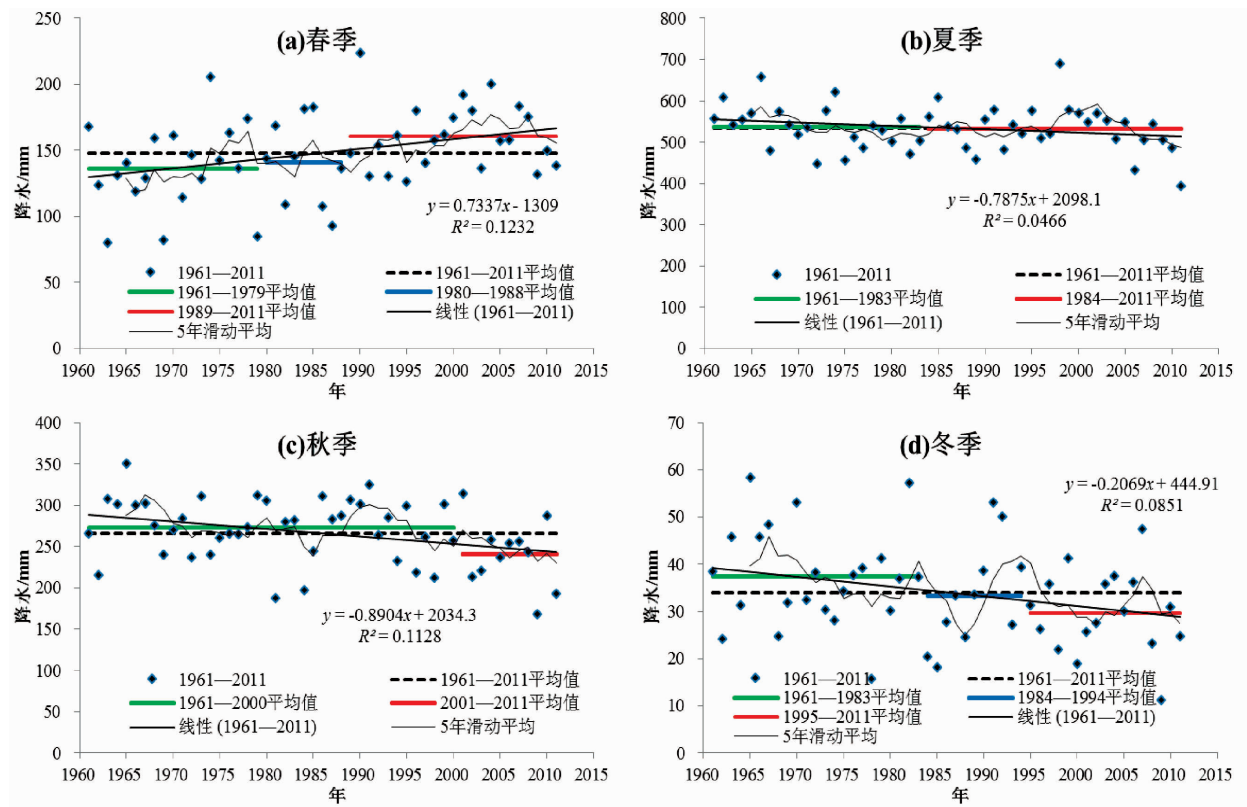 (a)春季
250
200
150
100
50
0
降水/mm
y = 0.7337x - 1309
R² = 0.1232
1961—2011
1961—2011平均值
1961—1979平均值
1980—1988平均值
1989—2011平均值
线性 (1961—2011)
5年滑动平均
1960 1965 1970 1975 1980 1985 1990 1995 2000 2005 2010 2015
年
(b)夏季
800
700
600
500
400
300
200
100
0
降水/mm
y = -0.7875x + 2098.1
R² = 0.0466
1961—2011
1961—2011平均值
1961—1983平均值
1984—2011平均值
线性 (1961—2011)
5年滑动平均
1960 1965 1970 1975 1980 1985 1990 1995 2000 2005 2010 2015
年
(c)秋季
400
350
300
250
200
150
100
50
0
降水/mm
y = -0.8904x + 2034.3
R² = 0.1128
1961—2011
1961—2011平均值
1961—2000平均值
2001—2011平均值
线性 (1961—2011)
5年滑动平均
1960 1965 1970 1975 1980 1985 1990 1995 2000 2005 2010 2015
年
(d)冬季
70
60
50
40
30
20
10
0
降水/mm
y = -0.2069x + 444.91
R² = 0.0851
1961—2011
1961—2011平均值
1961—1983平均值
1984—1994平均值
1995—2011平均值
线性 (1961—2011)
5年滑动平均
1960 1965 1970 1975 1980 1985 1990 1995 2000 2005 2010 2015
年